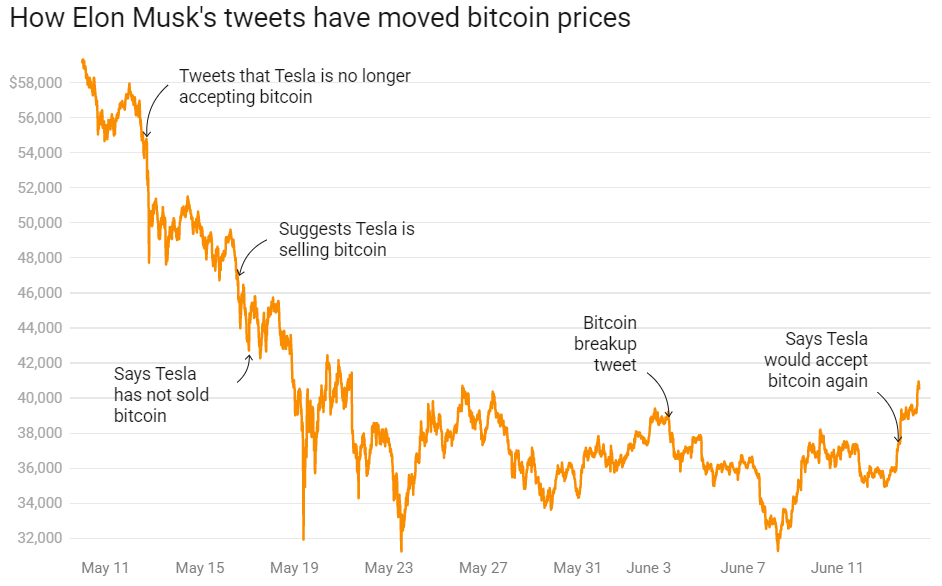 How Elon Musk's tweets have moved bitcoin prices
$58,000
56,000
54,000
52,000
50,000
48,000
46,000
44,000
42,000
40,000
38,000
36,000
34,000
32,000
Tweets that Tesla is no longer
accepting bitcoin
Suggests Tesla is
selling bitcoin
Says Tesla
has not sold
bitcoin
Bitcoin
breakup
tweet
Says Tesla
would accept
bitcoin again
May 11
May 15
May 19
May 23
May 27
May 31
June 3
June 7
June 11